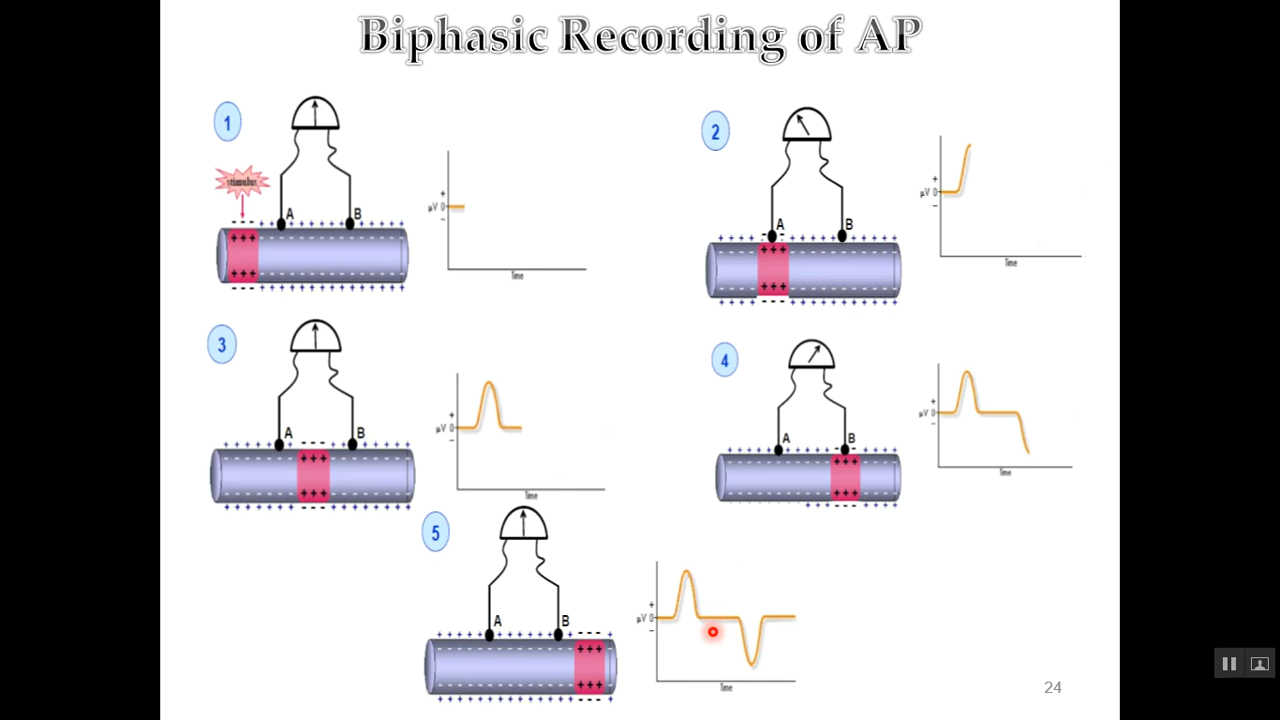 Biphasic Recording of AP
1
stimulus
A B
+
μV 0
−
Time
2
A B
+
μV 0
−
Time
3
A B
+
μV 0
−
Time
4
A B
+
μV 0
−
Time
5
A B
+
μV 0
−
Time
24